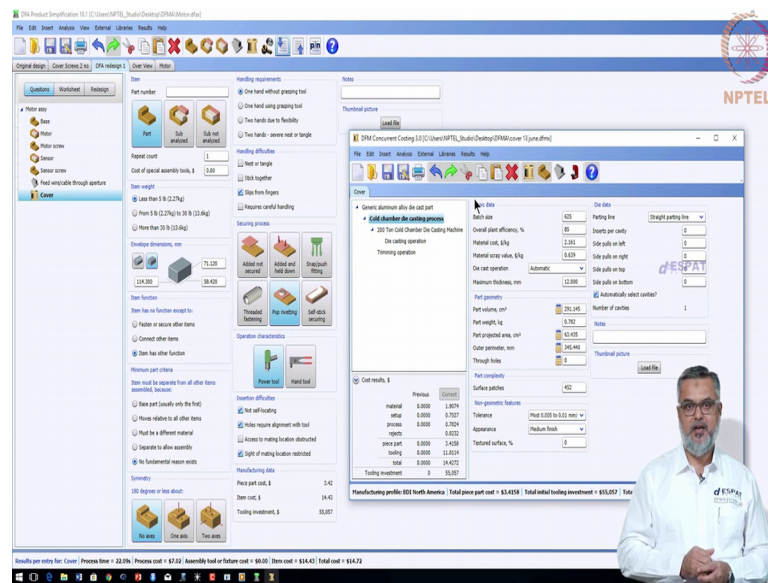 DFA Product Simplification 10.1 [C:\Users\NPTEL_Studio\Desktop\DFMA\Motor.dfax]
File Edit Insert Analysis View External Libraries Results Help
Original design Cover Screws 2 no DFA redesign 1 Over View Motor
Questions Worksheet Redesign
Motor assy
Base
Motor
Motor screw
Sensor
Sensor screw
Feed wire/cable through aperture
Cover
Item
Part number
Part
Sub analyzed
Sub not analyzed
Repeat count 1
Cost of special assembly tools, $ 0.00
Item weight
Less than 5 lb (2.27kg)
From 5 lb (2.27kg) to 30 lb (13.6kg)
More than 30 lb (13.6kg)
Envelope dimensions, mm
71.120
114.300 58.420
Item function
Item has no function except to:
Fasten or secure other items
Connect other items
Item has other function
Minimum part criteria
Item must be separate from all other items
assembled, because:
Base part (usually only the first)
Moves relative to all other items
Must be a different material
Separate to allow assembly
No fundamental reason exists
Symmetry
180 degrees or less about:
No axes One axis Two axes
Handling requirements
One hand without grasping tool
One hand using grasping tool
Two hands due to flexibility
Two hands - severe nest or tangle
Handling difficulties
Nest or tangle
Stick together
Slips from fingers
Requires careful handling
Securing process
Added not secured
Added and held down
Snap/push fitting
Threaded fastening
Pop riveting
Self-stick securing
Operation characteristics
Power tool Hand tool
Insertion difficulties
Not self-locating
Holes require alignment with tool
Access to mating location obstructed
Sight of mating location restricted
Manufacturing data
Piece part cost, $ 3.42
Item cost, $ 14.43
Tooling investment, $ 55,057
Notes
Thumbnail picture
Load file
NPTEL
DFM Concurrent Costing 3.0 [C:\Users\NPTEL_Studio\Desktop\DFMA\cover 13 june.dfmx]
File Edit Analysis External Libraries Results Help
Cover
Generic aluminum alloy die cast part
Cold chamber die casting process
200 Ton Cold Chamber Die Casting Machine
Die casting operation
Trimming operation
Cost results, $
Previous Current
material 0.0000 1.9074
setup 0.0000 0.7027
process 0.0000 0.7824
rejects 0.0232
piece part 0.0000 3.4158
tooling 0.0000 11.0114
total 0.0000 14.4272
Tooling investment 0 55,057
Basic data
Batch size 625
Overall plant efficiency, % 85
Material cost, $/kg 2.161
Material scrap value, $/kg 0.639
Die cast operation Automatic
Maximum thickness, mm 12.000
Part geometry
Part volume, cm³ 291.145
Part weight, kg 0.782
Part projected area, cm² 63.435
Outer perimeter, mm 343.440
Through holes 0
Part complexity
Surface patches 452
Non-geometric features
Tolerance Most 0.005 to 0.01 mm/
Appearance Medium finish
Textured surface, % 0
Die data
Parting line Straight parting line
Inserts per cavity 0
Side pulls on left 0
Side pulls on right 0
Side pulls on top
Side pulls on bottom 0
Automatically select cavities?
Number of cavities 1
Notes
Thumbnail picture
Load file
d-ESPAT
Manufacturing profile: BDI North America Total piece part cost = $3.4158 Total initial tooling investment = $55,057
d-ESPAT
Results per entry for: Cover Process time = 22.09s Process cost = $7.02 Assembly tool or fixture cost = $0.00 Item cost = $14.43 Total cost = $14.72